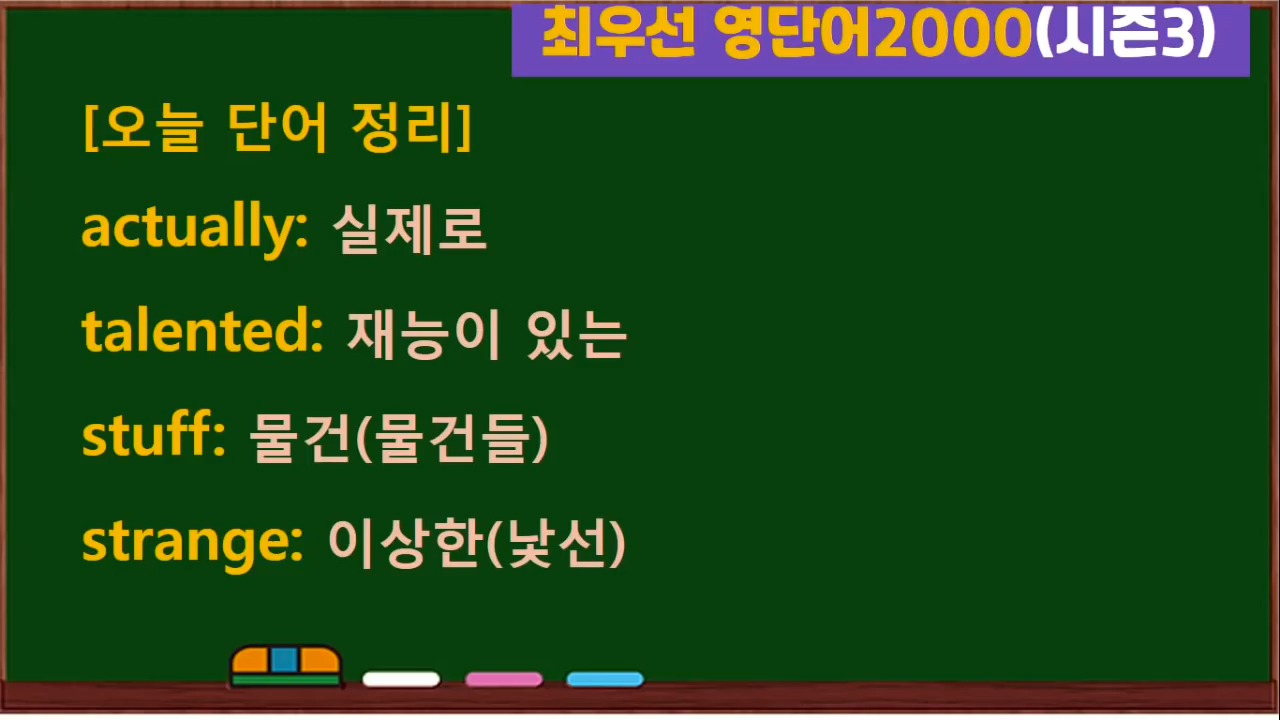 최우선 영단어2000(시즌3)
[오늘 단어 정리]
actually: 실제로
talented: 재능이 있는
stuff: 물건(물건들)
strange: 이상한(낯선)